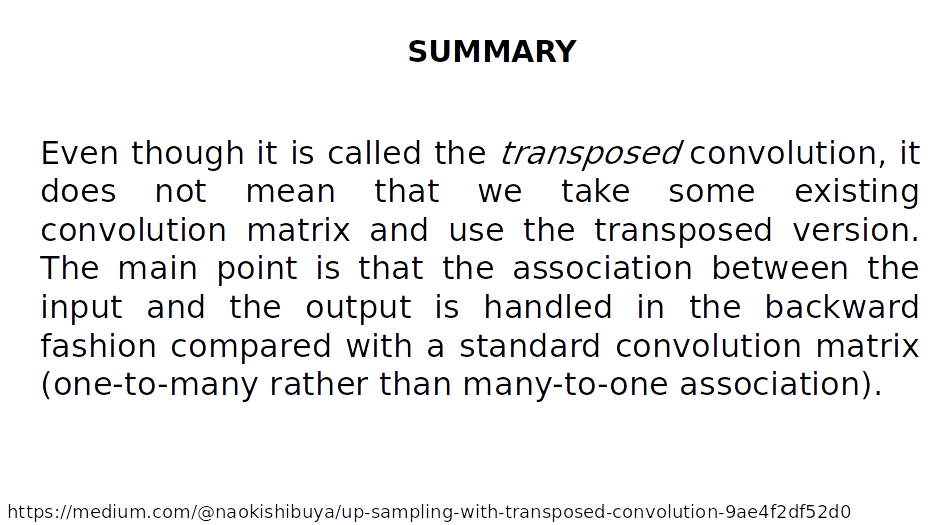 SUMMARY
Even though it is called the transposed convolution, it
does not mean that we take some existing
convolution matrix and use the transposed version.
The main point is that the association between the
input and the output is handled in the backward
fashion compared with a standard convolution matrix
(one-to-many rather than many-to-one association).
https://medium.com/@naokishibuya/up-sampling-with-transposed-convolution-9ae4f2df52d0